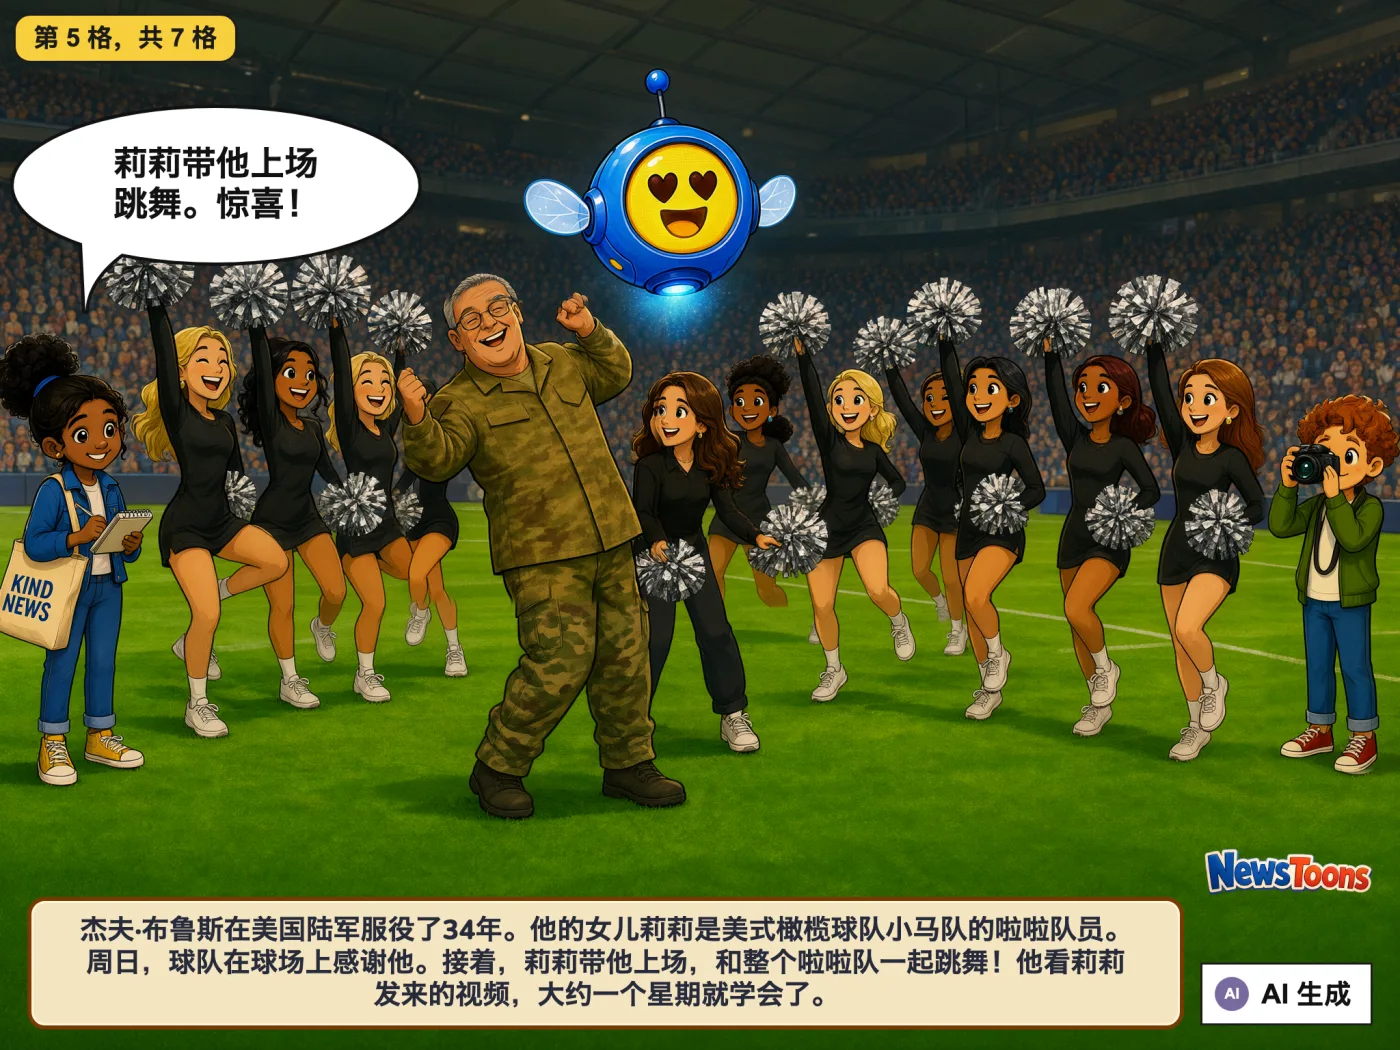 第 5 格，共 7 格
莉莉带他上场
跳舞。惊喜！
KIND
NEWS
NewsToons
杰夫·布鲁斯在美国陆军服役了34年。他的女儿莉莉是美式橄榄球队小马队的啦啦队员。
周日，球队在球场上感谢他。接着，莉莉带他上场，和整个啦啦队一起跳舞！他看莉莉
发来的视频，大约一个星期就学会了。
AI AI 生成